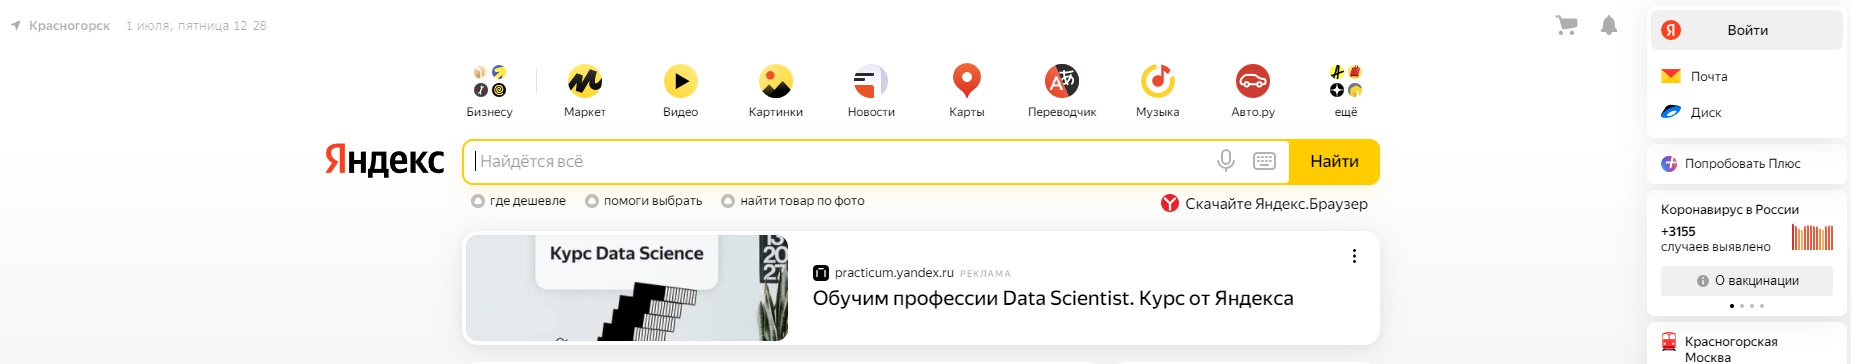 Красногорск 1 июля, пятница 12 28
Войти
Почта
Диск
Бизнесу Маркет Видео Картинки Новости Карты Переводчик Музыка Авто.ру ещё
Яндекс Найдётся всё Найти
Попробовать Плюс
где дешевле помоги выбрать найти товар по фото Скачайте Яндекс.Браузер
Коронавирус в России
+3155
случаев выявлено
О вакцинации
Курс Data Science
13
20
21
practicum.yandex.ru РЕКЛАМА
Обучим профессии Data Scientist. Курс от Яндекса
Красногорская
Москва